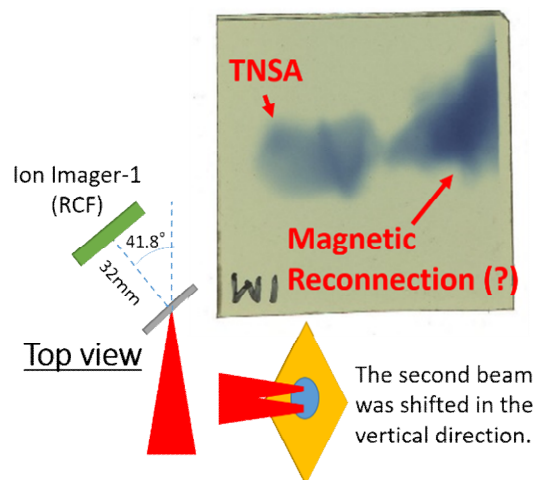 TNSA
Ion Imager-1
(RCF)
41.8°
32mm
Magnetic
Reconnection (?)
IM
Top view
The second beam
was shifted in the
vertical direction.